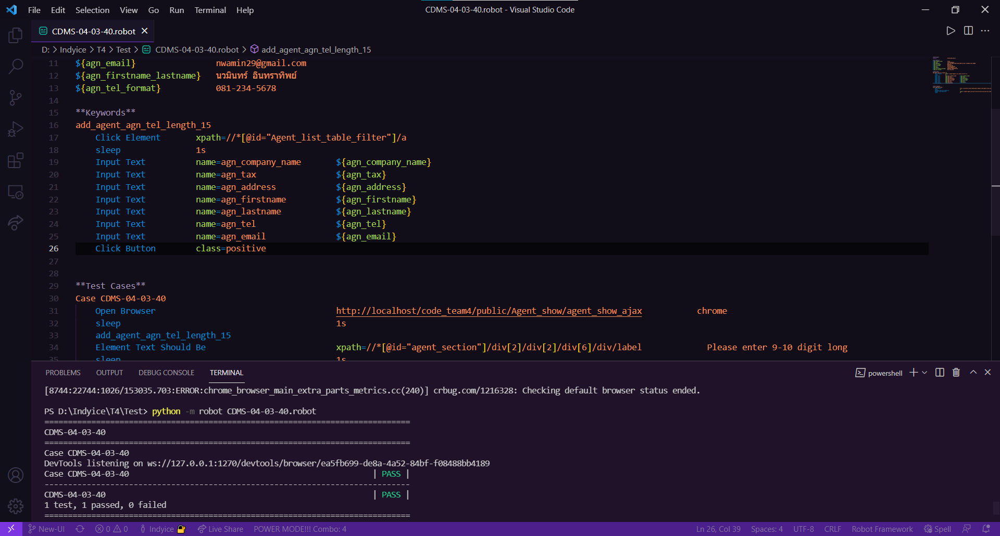 File Edit Selection View Go Run Terminal Help
CDMS-04-03-40.robot - Visual Studio Code
CDMS-04-03-40.robot
D: > Indyice > T4 > Test > CDMS-04-03-40.robot > add_agent_agn_tel_length_15
11 ${agn_email} nwamin29@gmail.com
12 ${agn_firstname_lastname} นวมินทร์ อินทราทิพย์
13 ${agn_tel_format} 081-234-5678
14
15 **Keywords**
16 add_agent_agn_tel_length_15
17 Click Element xpath=//*[@id="Agent_list_table_filter"]/a
18 sleep 1s
19 Input Text name=agn_company_name ${agn_company_name}
20 Input Text name=agn_tax ${agn_tax}
21 Input Text name=agn_address ${agn_address}
22 Input Text name=agn_firstname ${agn_firstname}
23 Input Text name=agn_lastname ${agn_lastname}
24 Input Text name=agn_tel ${agn_tel}
25 Input Text name=agn_email ${agn_email}
26 Click Button class=positive
27
28
29 **Test Cases**
30 Case CDMS-04-03-40
31 Open Browser http://localhost/code_team4/public/Agent_show/agent_show_ajax chrome
32 sleep 1s
33 add_agent_agn_tel_length_15
34 Element Text Should Be xpath=//*[@id="agent_section"]/div[2]/div[2]/div[6]/div/label Please enter 9-10 digit long
35 sleep 1s
PROBLEMS OUTPUT DEBUG CONSOLE TERMINAL
powershell
[8744:22744:1026/153035.703:ERROR:chrome_browser_main_extra_parts_metrics.cc(240)] crbug.com/1216328: Checking default browser status ended.
PS D:\Indyice\T4\Test> python -m robot CDMS-04-03-40.robot
==============================================================================
CDMS-04-03-40
==============================================================================
Case CDMS-04-03-40
DevTools listening on ws://127.0.0.1:1270/devtools/browser/ea5fb699-de8a-4a52-84bf-f08488bb4189
Case CDMS-04-03-40 | PASS |
------------------------------------------------------------------------------
CDMS-04-03-40 | PASS |
1 test, 1 passed, 0 failed
==============================================================================
New-UI 0 0 Indyice Live Share POWER MODE!!! Combo: 4
Ln 26, Col 39 Spaces: 4 UTF-8 CRLF Robot Framework Spell